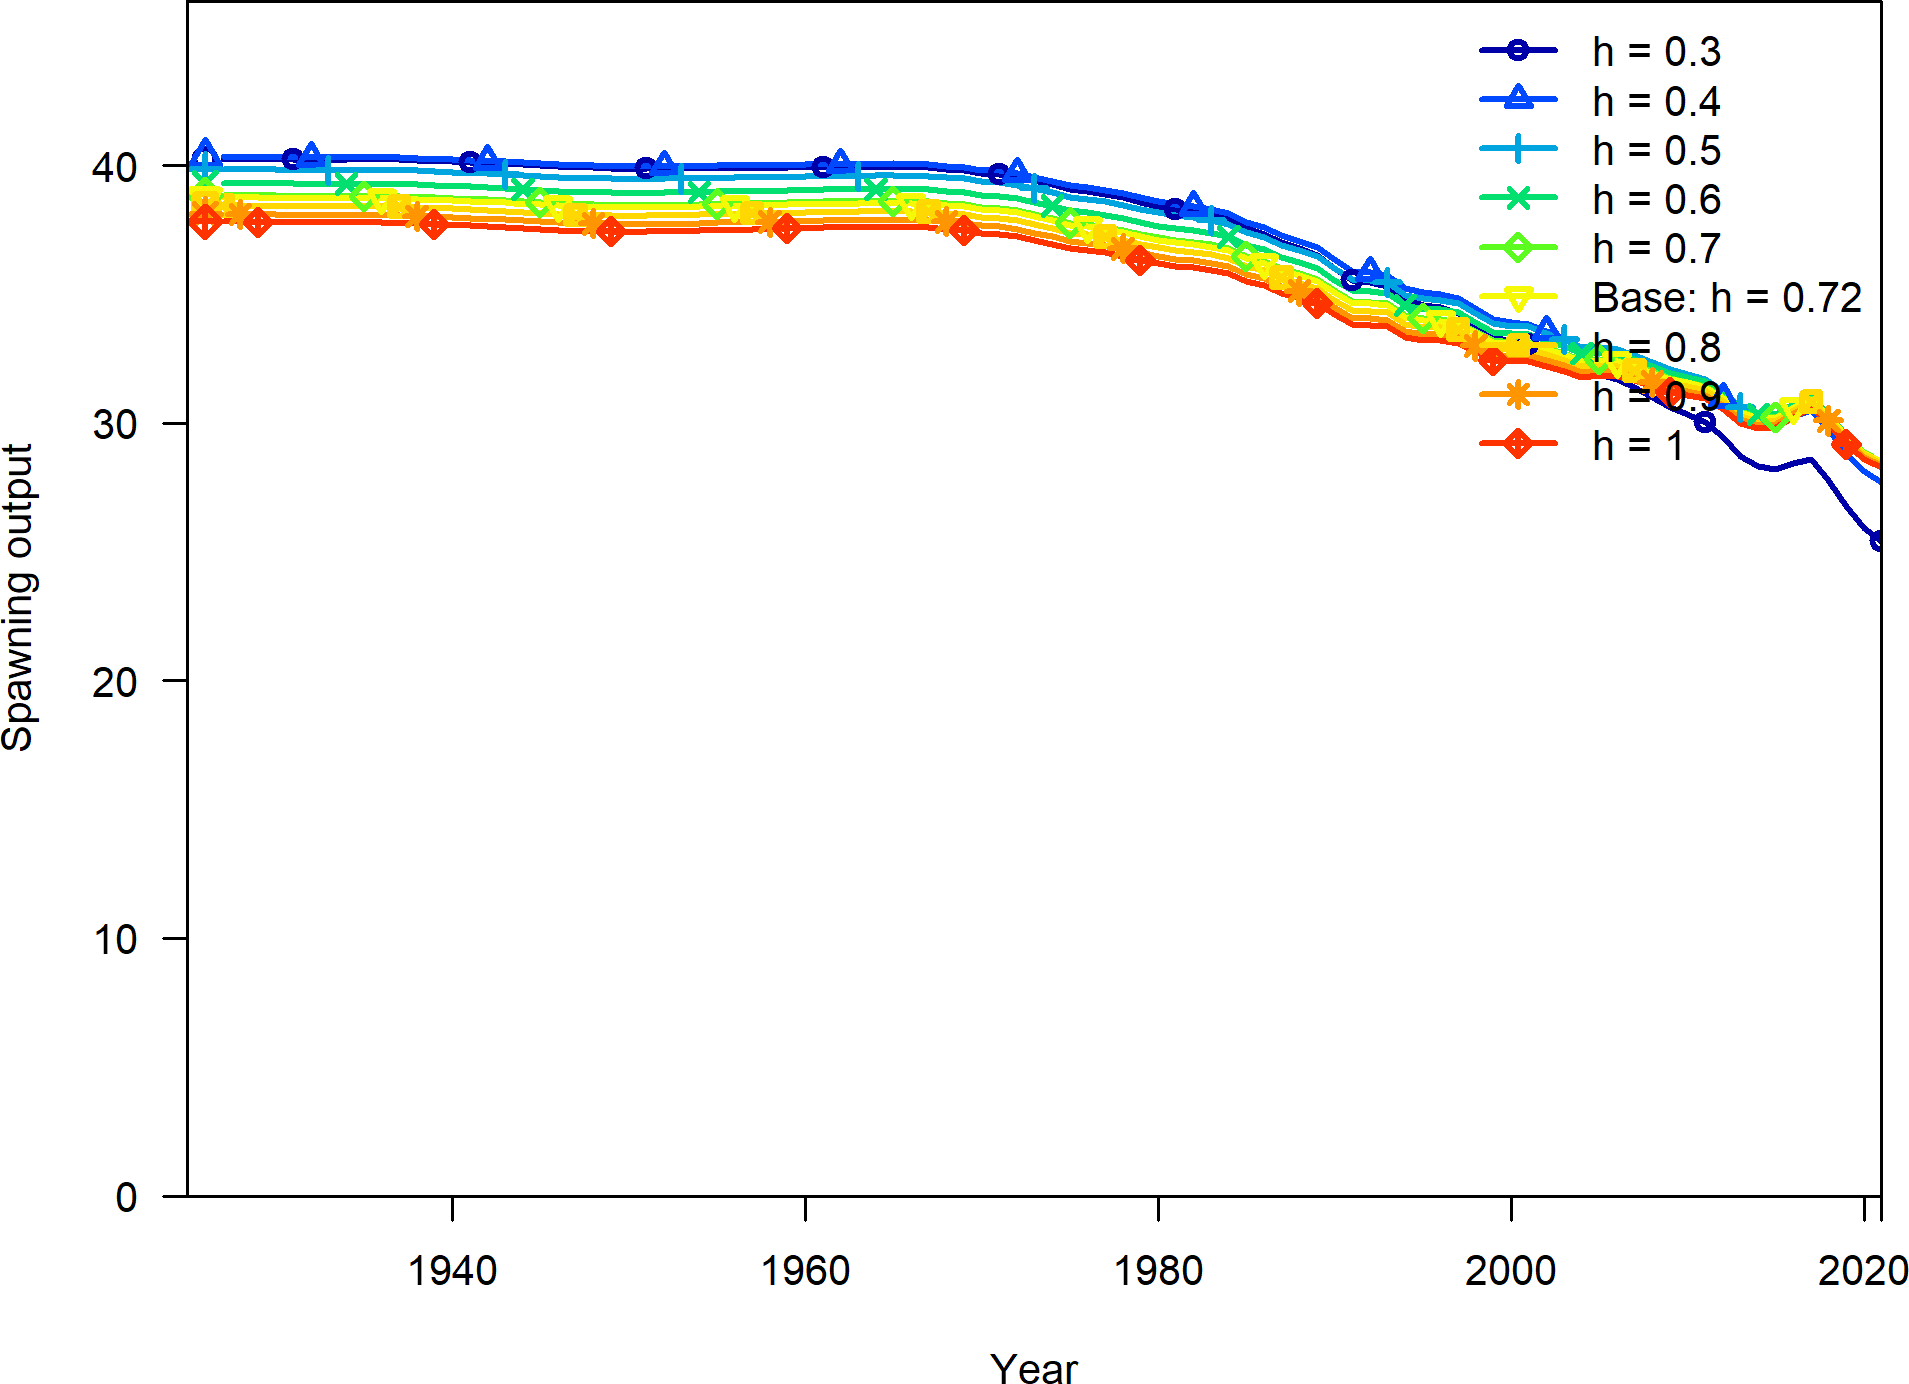 h = 0.3
h = 0.4
h = 0.5
h = 0.6
h = 0.7
Base: h = 0.72
h = 0.8
h = 0.9
h = 1
40
30
20
10
0
Spawning output
1940 1960 1980 2000 2020
Year